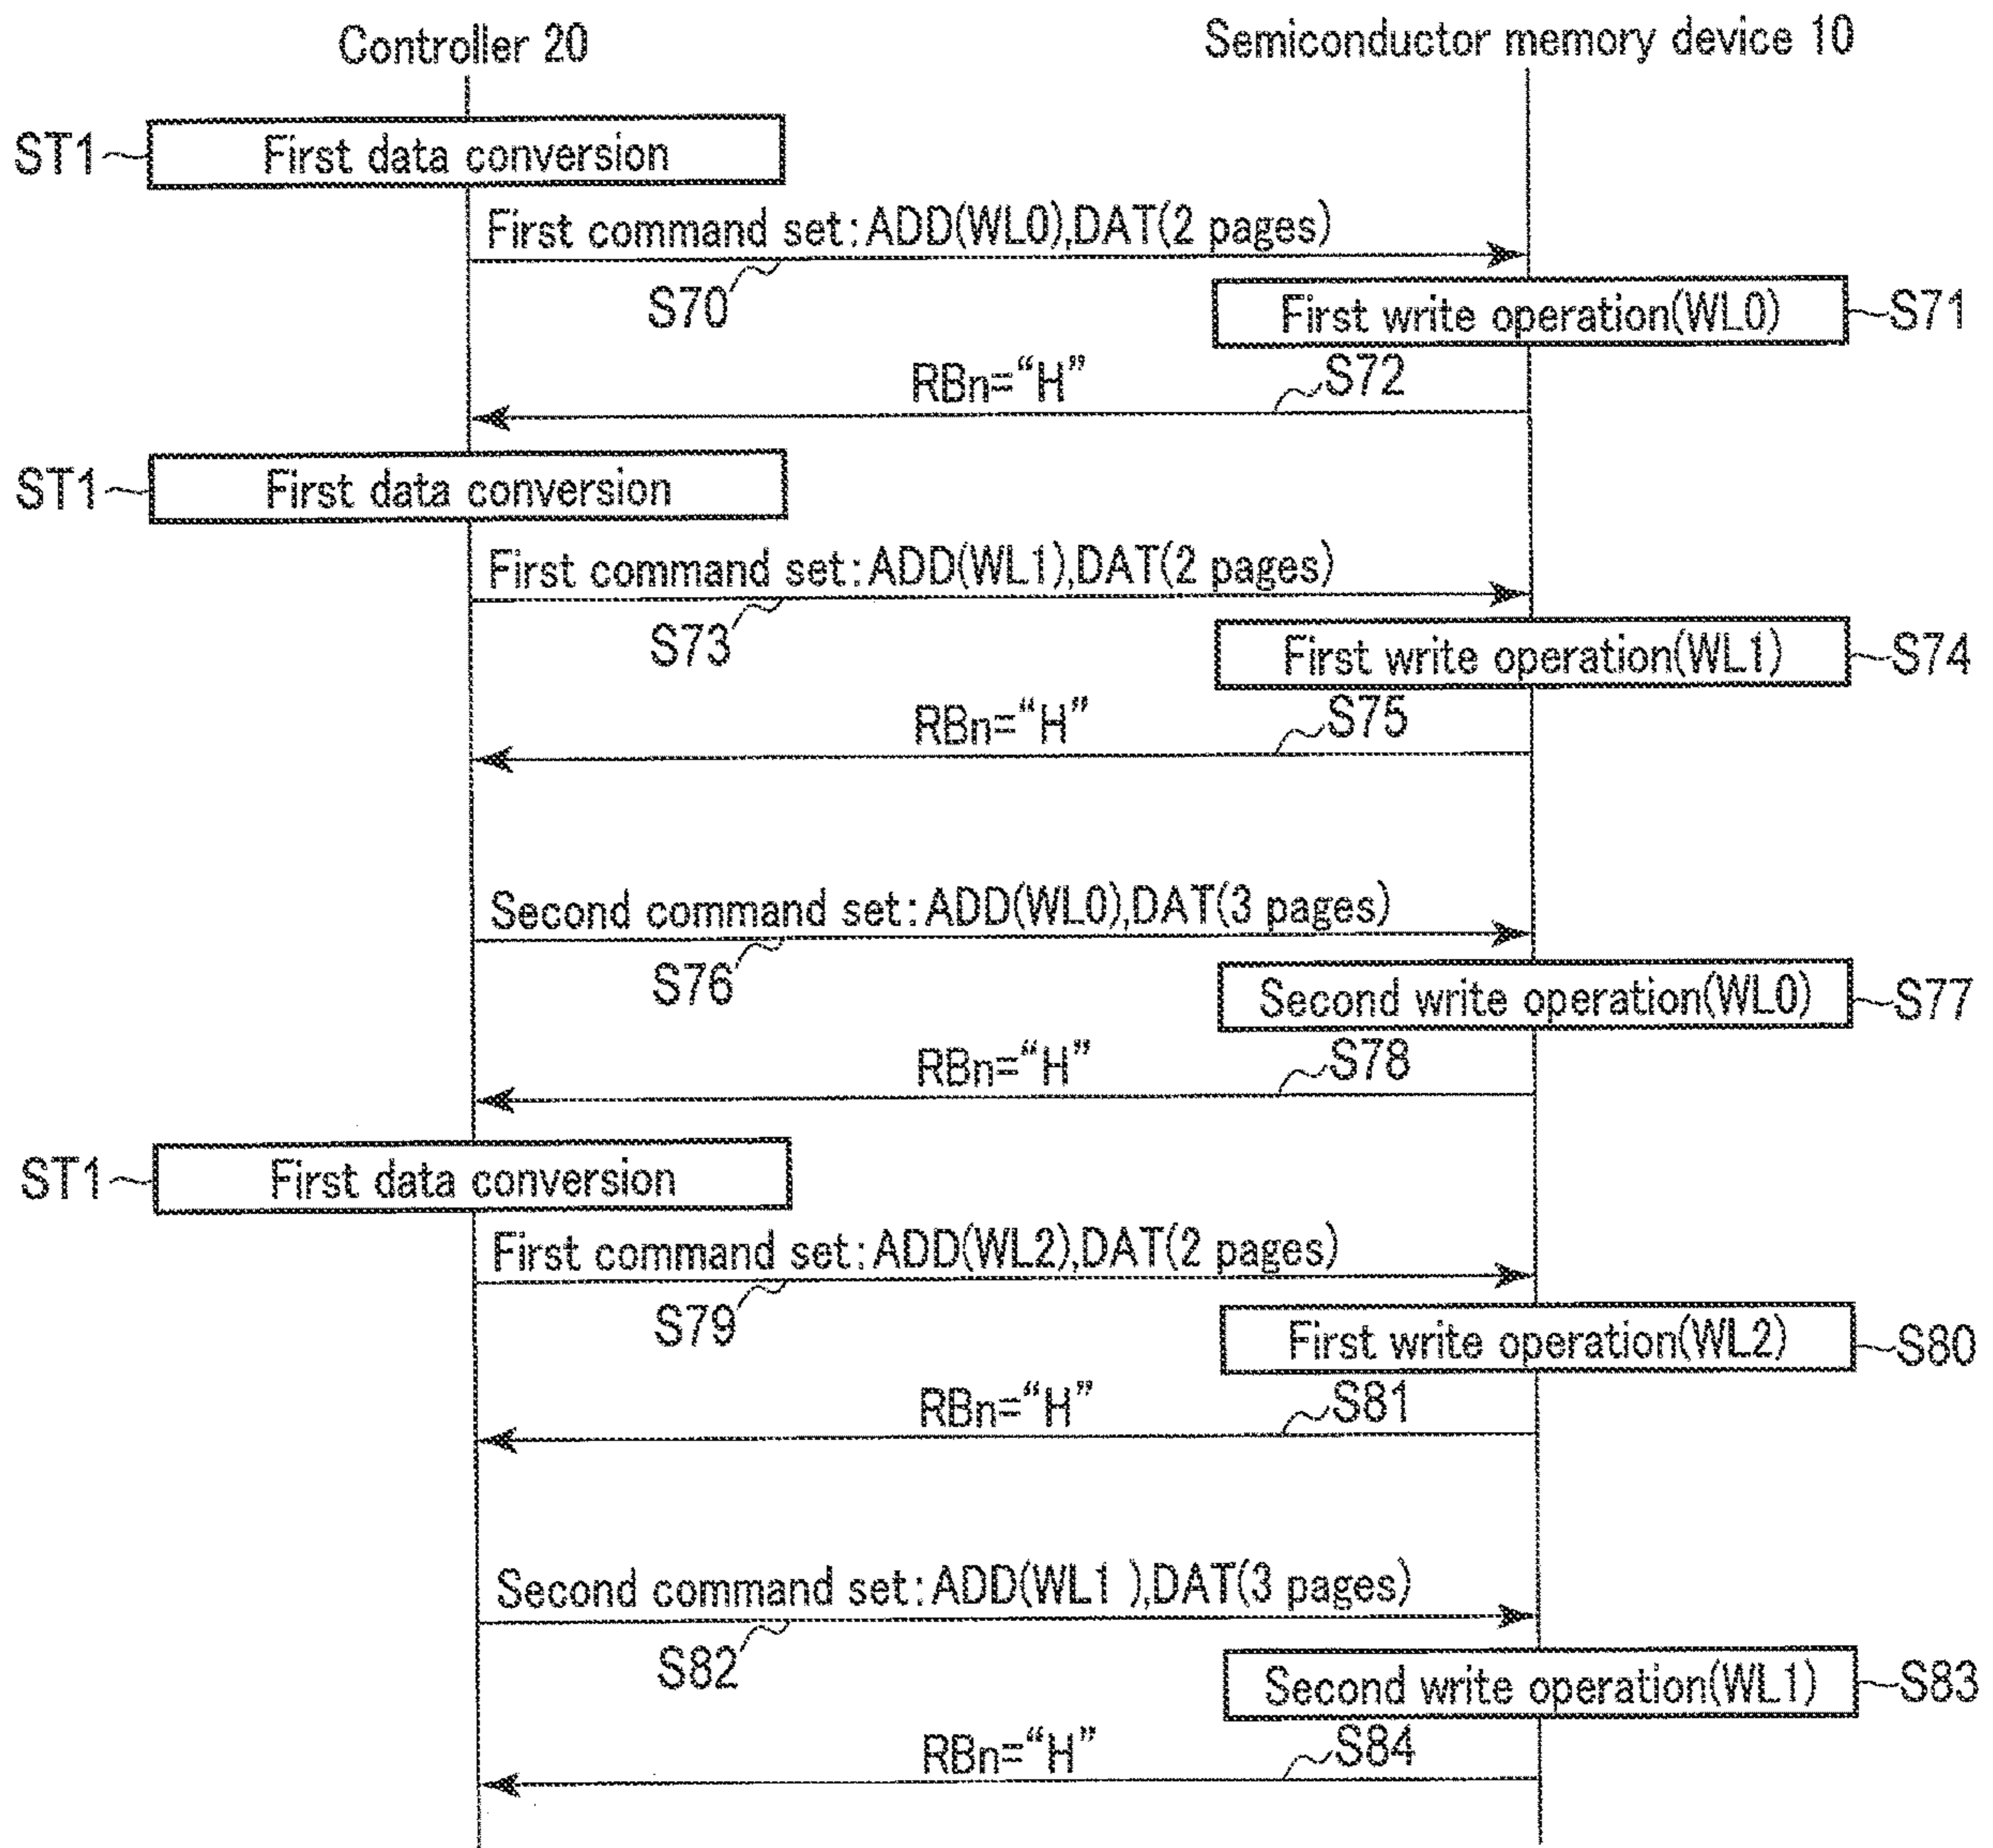 Controller 20
Semiconductor memory device 10
ST1
First data conversion
First command set:ADD(WL0),DAT(2 pages)
S70
First write operation(WL0)
S71
RBn="H"
S72
ST1
First data conversion
First command set:ADD(WL1),DAT(2 pages)
S73
First write operation(WL1)
S74
RBn="H"
S75
Second command set:ADD(WL0),DAT(3 pages)
S76
Second write operation(WL0)
S77
RBn="H"
S78
ST1
First data conversion
First command set:ADD(WL2),DAT(2 pages)
S79
First write operation(WL2)
S80
RBn="H"
S81
Second command set:ADD(WL1 ),DAT(3 pages)
S82
Second write operation(WL1)
S83
RBn="H"
S84